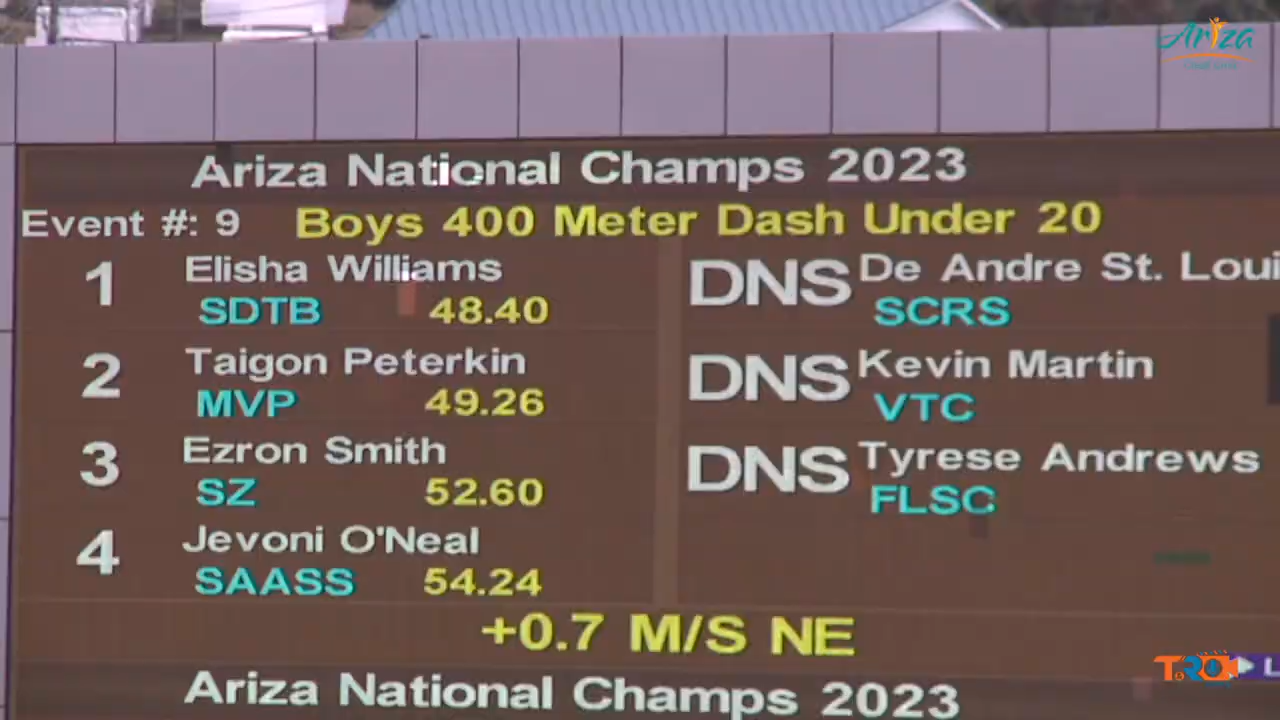 Ariza
Ariza National Champs 2023
Event #: 9 Boys 400 Meter Dash Under 20
1 Elisha Williams
SDTB 48.40
2 Taigon Peterkin
MVP 49.26
3 Ezron Smith
SZ 52.60
4 Jevoni O'Neal
SAASS 54.24
DNS De Andre St. Loui
SCRS
DNS Kevin Martin
VTC
DNS Tyrese Andrews
FLSC
+0.7 M/S NE
Ariza National Champs 2023
L